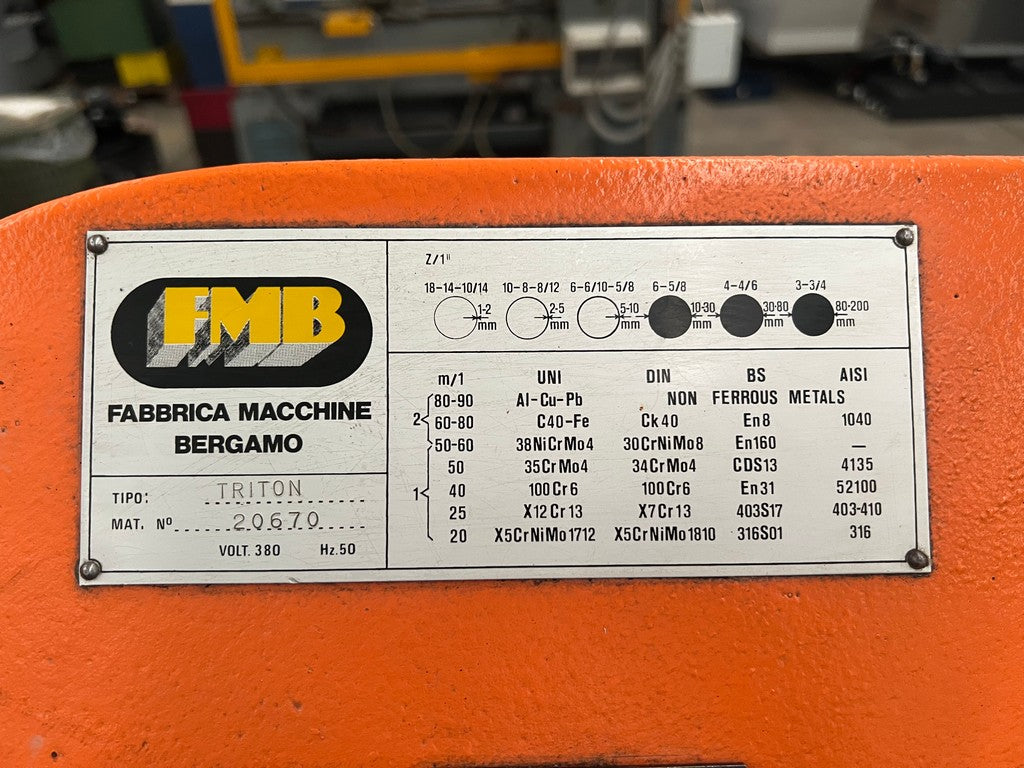 FMB
FABBRICA MACCHINE
BERGAMO
TIPO: TRITON
MAT. Nº 20670
VOLT. 380 Hz. 50
Z/1"
18-14-10/14 10-8-8/12 6-6/10-5/8 6-5/8 4-4/6 3-3/4
1-2 mm 2-5 mm 5-10 mm 10-30 mm 30-80 mm 80-200 mm
m/1 UNI DIN BS AISI
80-90 Al-Cu-Pb NON FERROUS METALS
2 60-80 C40-Fe Ck40 En8 1040
50-60 38NiCrMo4 30CrNiMo8 En160 —
50 35CrMo4 34CrMo4 CDS13 4135
1 40 100Cr6 100Cr6 En31 52100
25 X12Cr13 X7Cr13 403S17 403-410
20 X5CrNiMo1712 X5CrNiMo1810 316S01 316